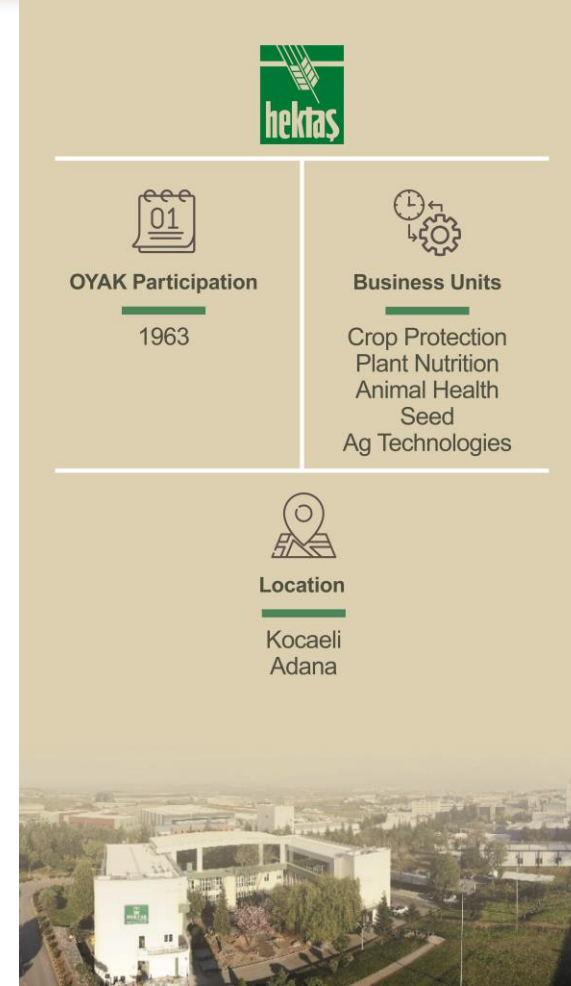 hektaş
01
OYAK Participation
1963
Business Units
Crop Protection
Plant Nutrition
Animal Health
Seed
Ag Technologies
Location
Kocaeli
Adana
HEKTAŞ